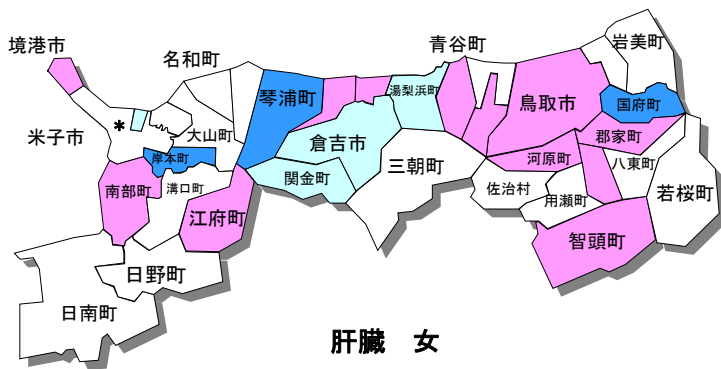 境港市
名和町
青谷町
岩美町
湯梨浜町
琴浦町
鳥取市
国府町
*
米子市
大山町
倉吉市
郡家町
岸本町
三朝町
河原町
八東町
南部町
溝口町
関金町
佐治村
用瀬町
若桜町
江府町
智頭町
日野町
日南町
肝臓 女